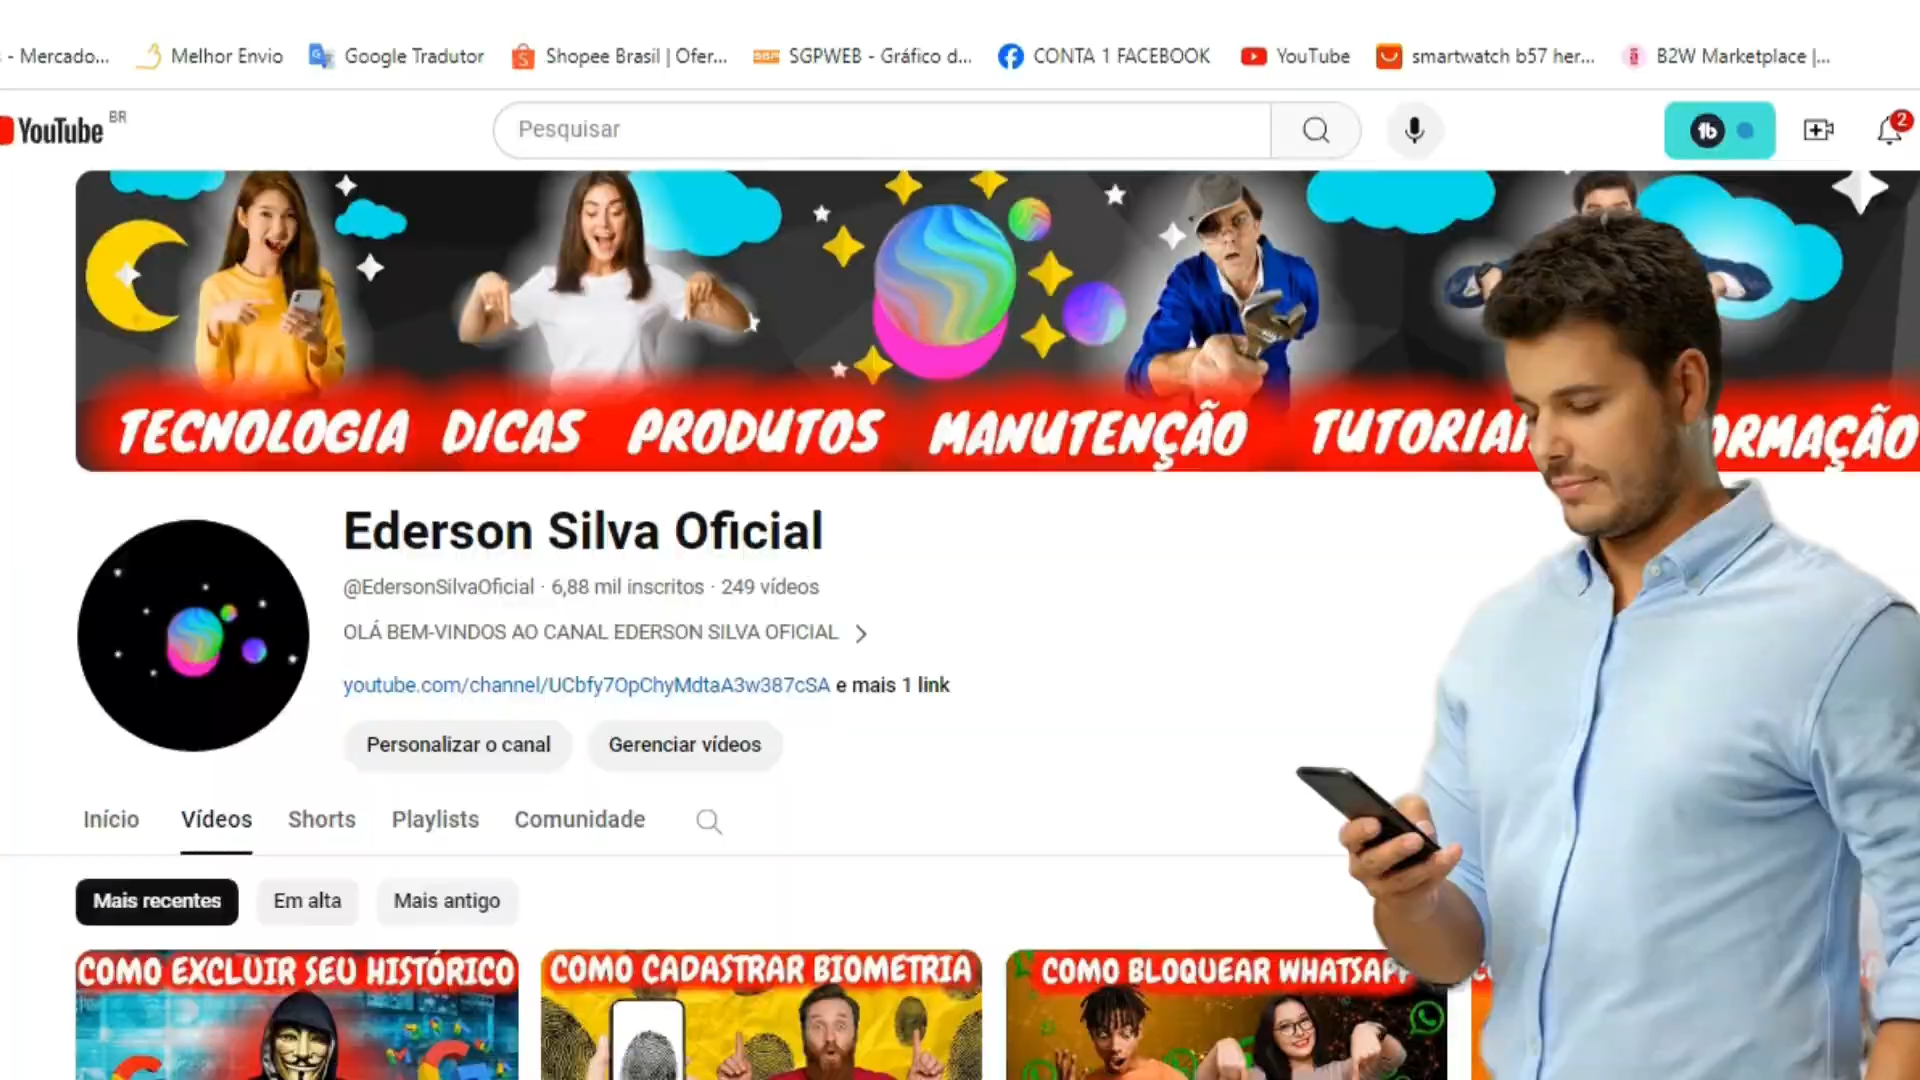 - Mercado...
Melhor Envio
Google Tradutor
Shopee Brasil | Ofer...
SGPWEB - Gráfico d...
CONTA 1 FACEBOOK
YouTube
smartwatch b57 her...
B2W Marketplace |...
YouTube BR
Pesquisar
2
TECNOLOGIA DICAS PRODUTOS MANUTENÇÃO TUTORIAI ORMAÇÃO
Ederson Silva Oficial
@EdersonSilvaOficial · 6,88 mil inscritos · 249 vídeos
OLÁ BEM-VINDOS AO CANAL EDERSON SILVA OFICIAL
youtube.com/channel/UCbfy7OpChyMdtaA3w387cSA e mais 1 link
Personalizar o canal
Gerenciar vídeos
Início
Vídeos
Shorts
Playlists
Comunidade
Mais recentes
Em alta
Mais antigo
COMO EXCLUIR SEU HISTÓRICO
COMO CADASTRAR BIOMETRIA
COMO BLOQUEAR WHATSAPP